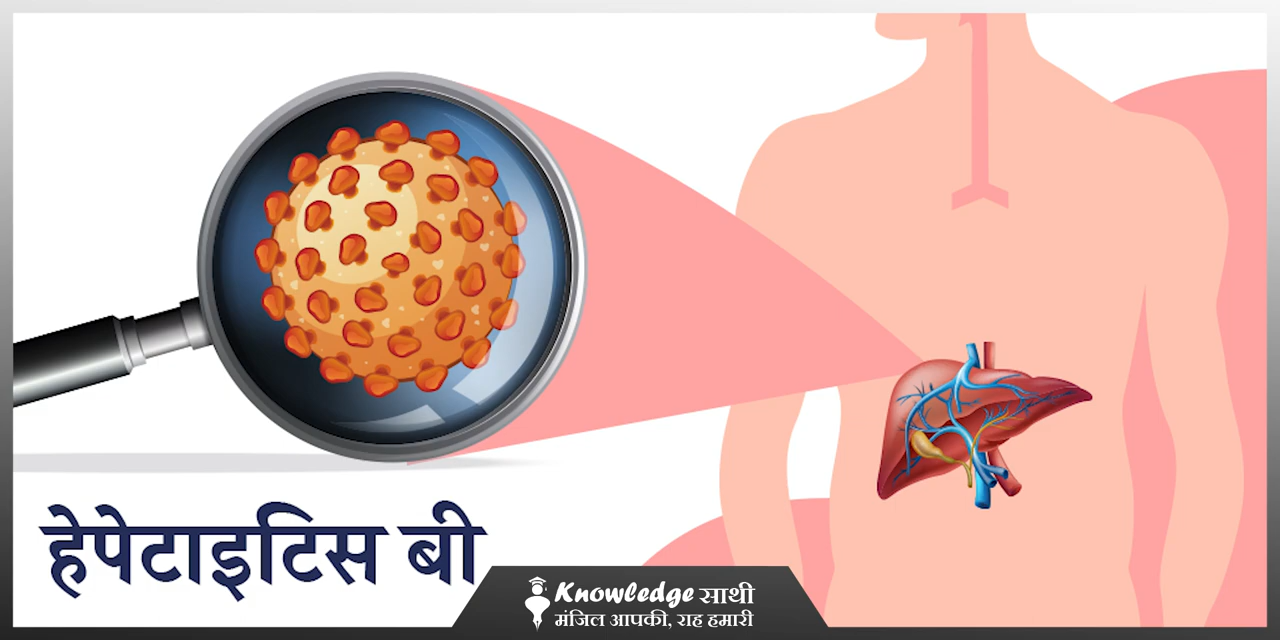 हेपेटाइटिस बी
Knowledge साथी
मंजिल आपकी, राह हमारी